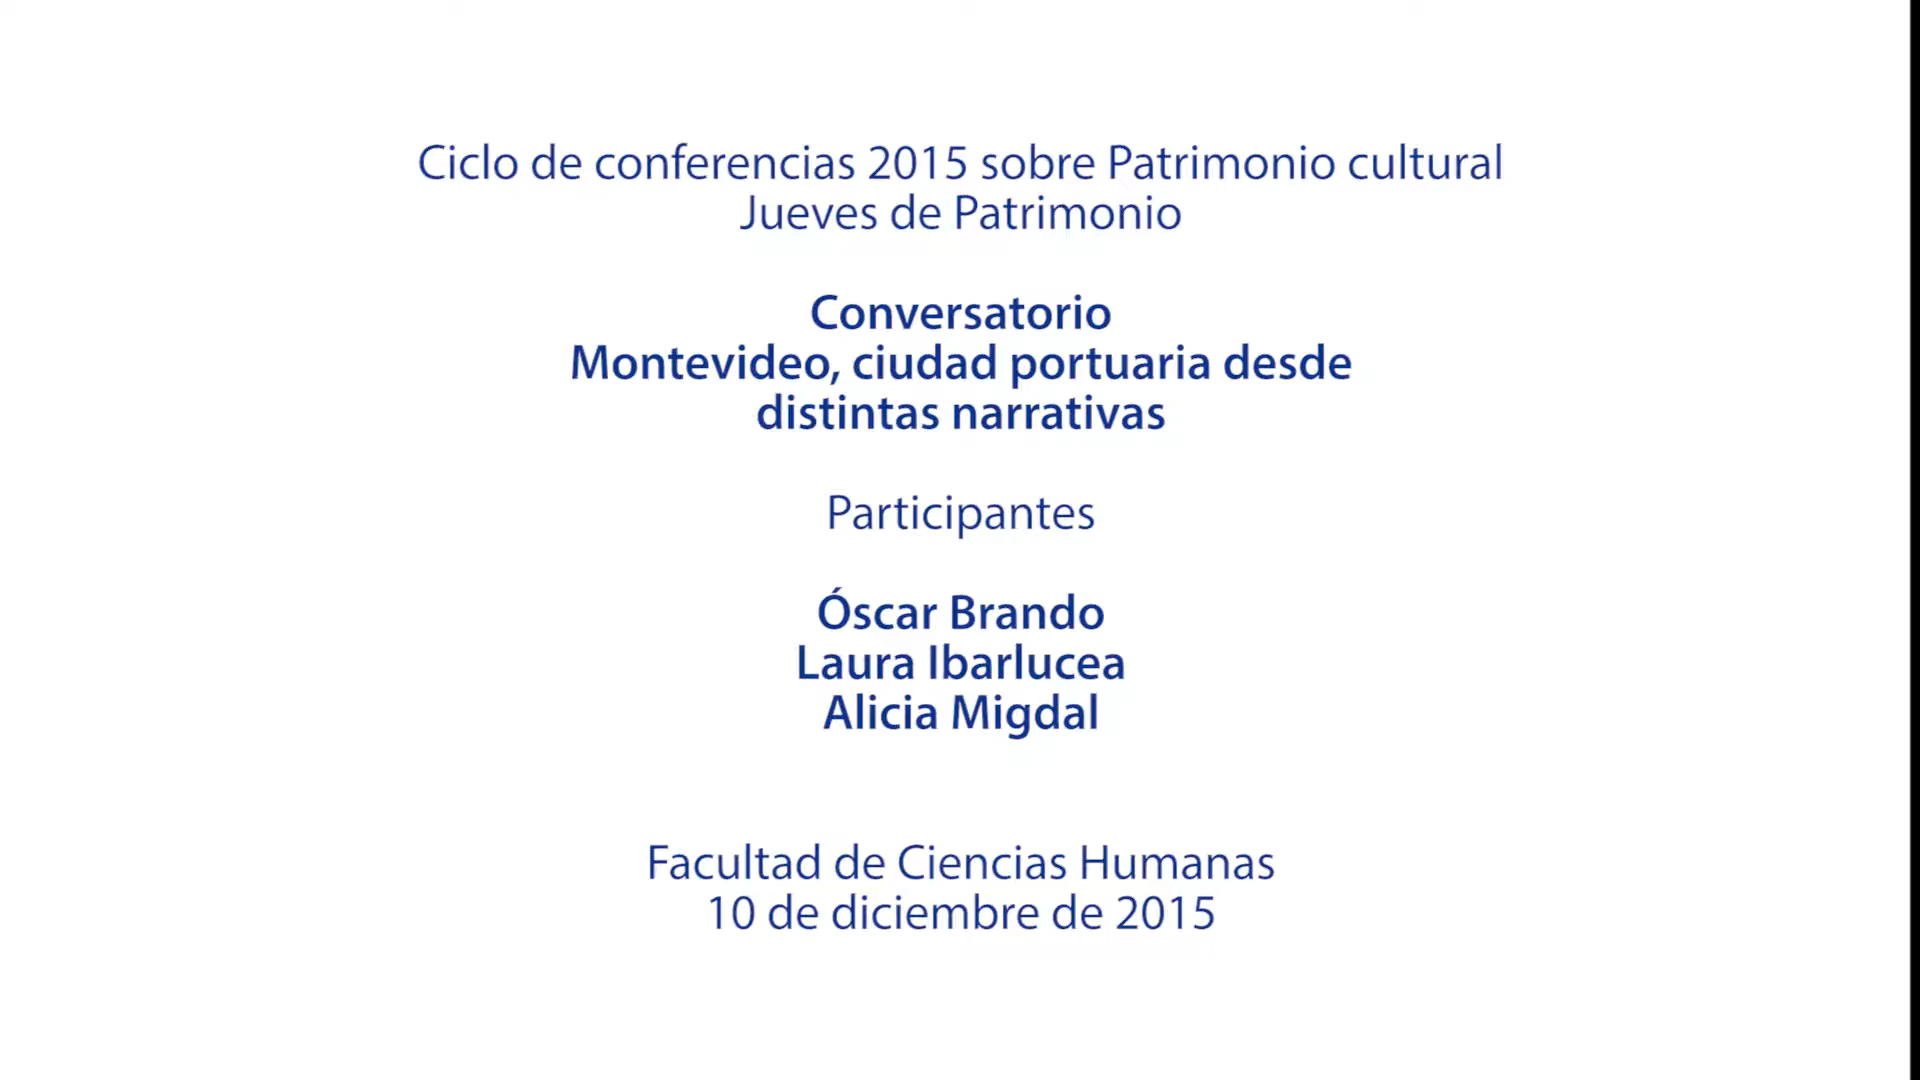 Ciclo de conferencias 2015 sobre Patrimonio cultural
Jueves de Patrimonio
Conversatorio
Montevideo, ciudad portuaria desde
distintas narrativas
Participantes
Óscar Brando
Laura Ibarlucea
Alicia Migdal
Facultad de Ciencias Humanas
10 de diciembre de 2015